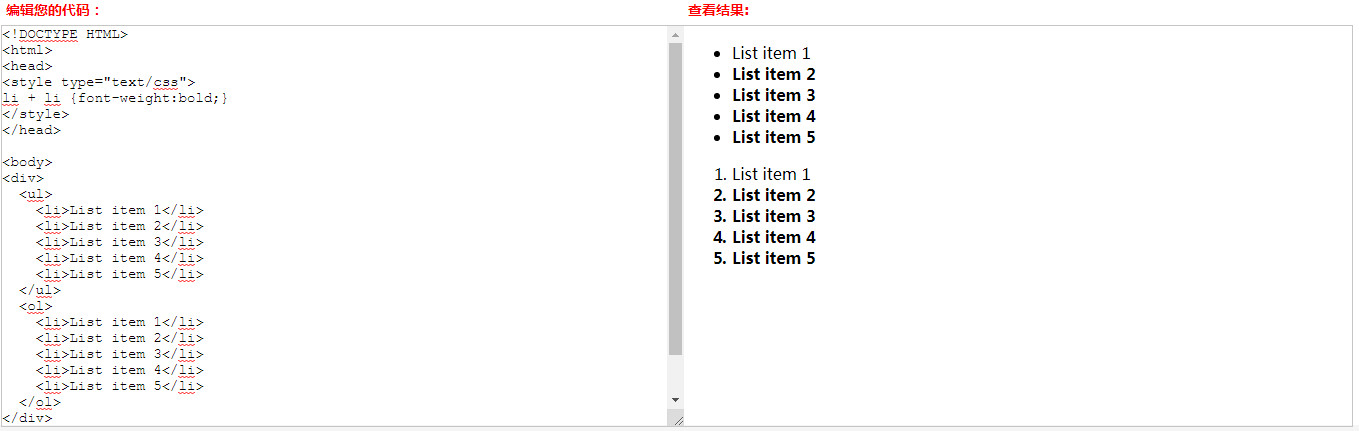 编辑您的代码：
<!DOCTYPE HTML>
<html>
<head>
<style type="text/css">
li + li {font-weight:bold;}
</style>
</head>
<body>
<div>
<ul>
<li>List item 1</li>
<li>List item 2</li>
<li>List item 3</li>
<li>List item 4</li>
<li>List item 5</li>
</ul>
<ol>
<li>List item 1</li>
<li>List item 2</li>
<li>List item 3</li>
<li>List item 4</li>
<li>List item 5</li>
</ol>
</div>
查看结果:
• List item 1
• List item 2
• List item 3
• List item 4
• List item 5
1. List item 1
2. List item 2
3. List item 3
4. List item 4
5. List item 5